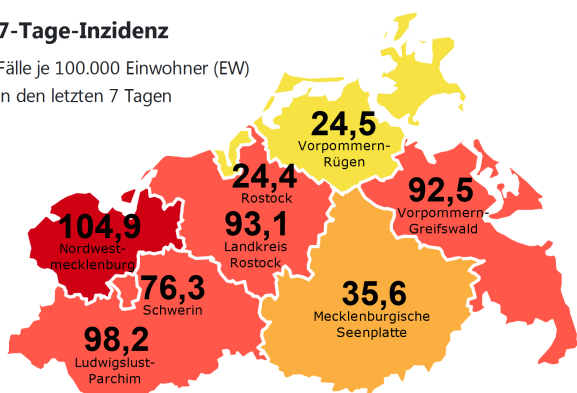 7-Tage-Inzidenz
Fälle je 100.000 Einwohner (EW)
in den letzten 7 Tagen
24,5
Vorpommern-
Rügen
24,4
Rostock
92,5
Vorpommern-
Greifswald
104,9
Nordwest-
mecklenburg
93,1
Landkreis
Rostock
76,3
Schwerin
35,6
Mecklenburgische
Seenplatte
98,2
Ludwigslust-
Parchim